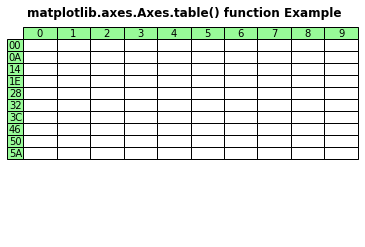 matplotlib.axes.Axes.table() function Example
0 1 2 3 4 5 6 7 8 9
00
0A
14
1E
28
32
3C
46
50
5A